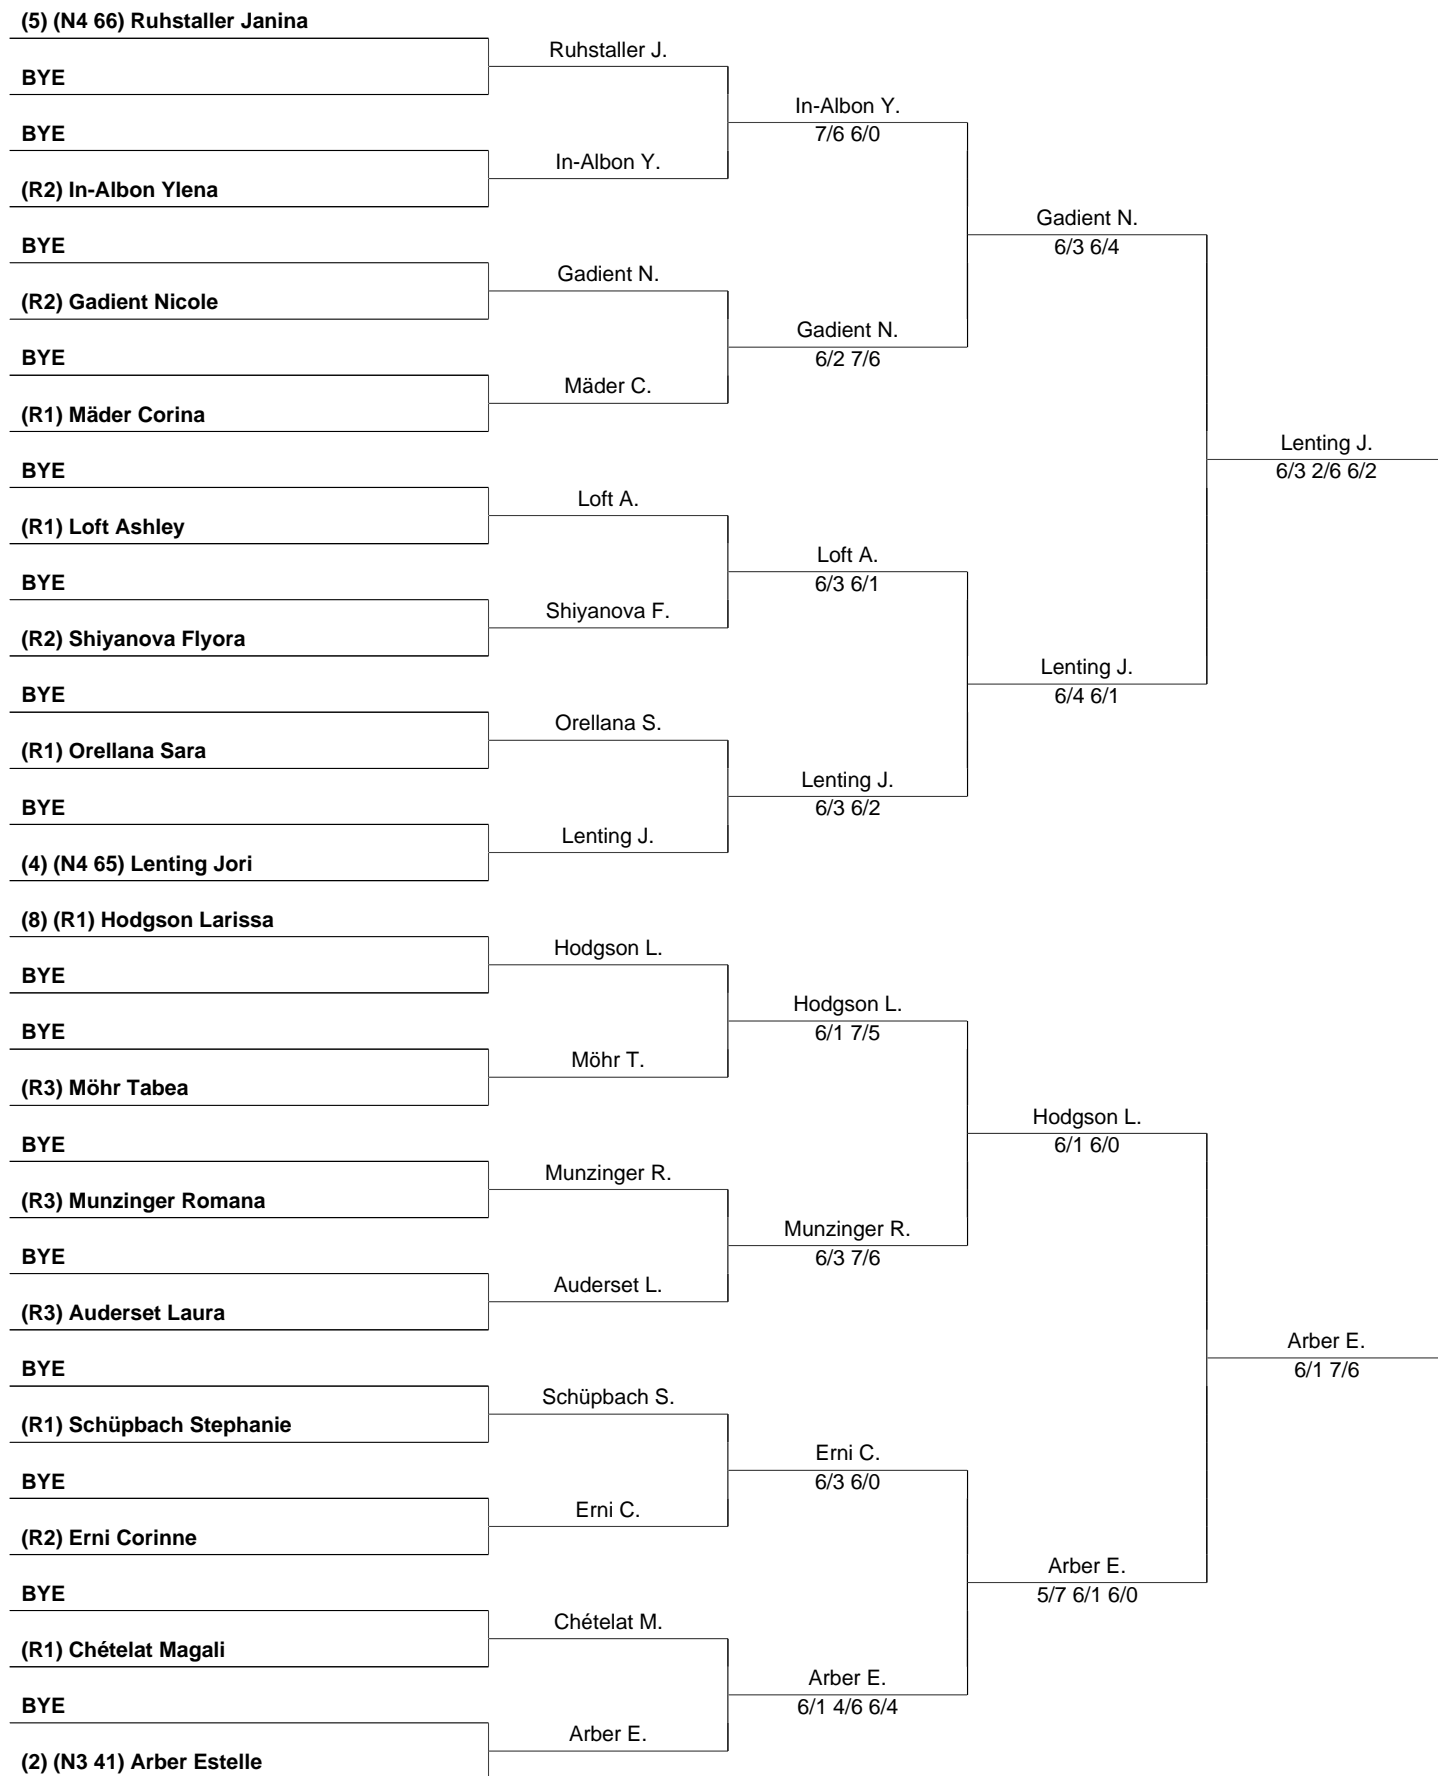 (5) (N4 66) Ruhstaller Janina
Ruhstaller J.
BYE
In-Albon Y.
7/6 6/0
BYE
In-Albon Y.
(R2) In-Albon Ylena
Gadient N.
6/3 6/4
BYE
Gadient N.
(R2) Gadient Nicole
Gadient N.
6/2 7/6
BYE
Mäder C.
(R1) Mäder Corina
Lenting J.
6/3 2/6 6/2
BYE
Loft A.
(R1) Loft Ashley
Loft A.
6/3 6/1
BYE
Shiyanova F.
(R2) Shiyanova Flyora
Lenting J.
6/4 6/1
BYE
Orellana S.
(R1) Orellana Sara
Lenting J.
6/3 6/2
BYE
Lenting J.
(4) (N4 65) Lenting Jori
(8) (R1) Hodgson Larissa
Hodgson L.
BYE
Hodgson L.
6/1 7/5
BYE
Möhr T.
(R3) Möhr Tabea
Hodgson L.
6/1 6/0
BYE
Munzinger R.
(R3) Munzinger Romana
Munzinger R.
6/3 7/6
BYE
Auderset L.
(R3) Auderset Laura
Arber E.
6/1 7/6
BYE
Schüpbach S.
(R1) Schüpbach Stephanie
Erni C.
6/3 6/0
BYE
Erni C.
(R2) Erni Corinne
Arber E.
5/7 6/1 6/0
BYE
Chételat M.
(R1) Chételat Magali
Arber E.
6/1 4/6 6/4
BYE
Arber E.
(2) (N3 41) Arber Estelle